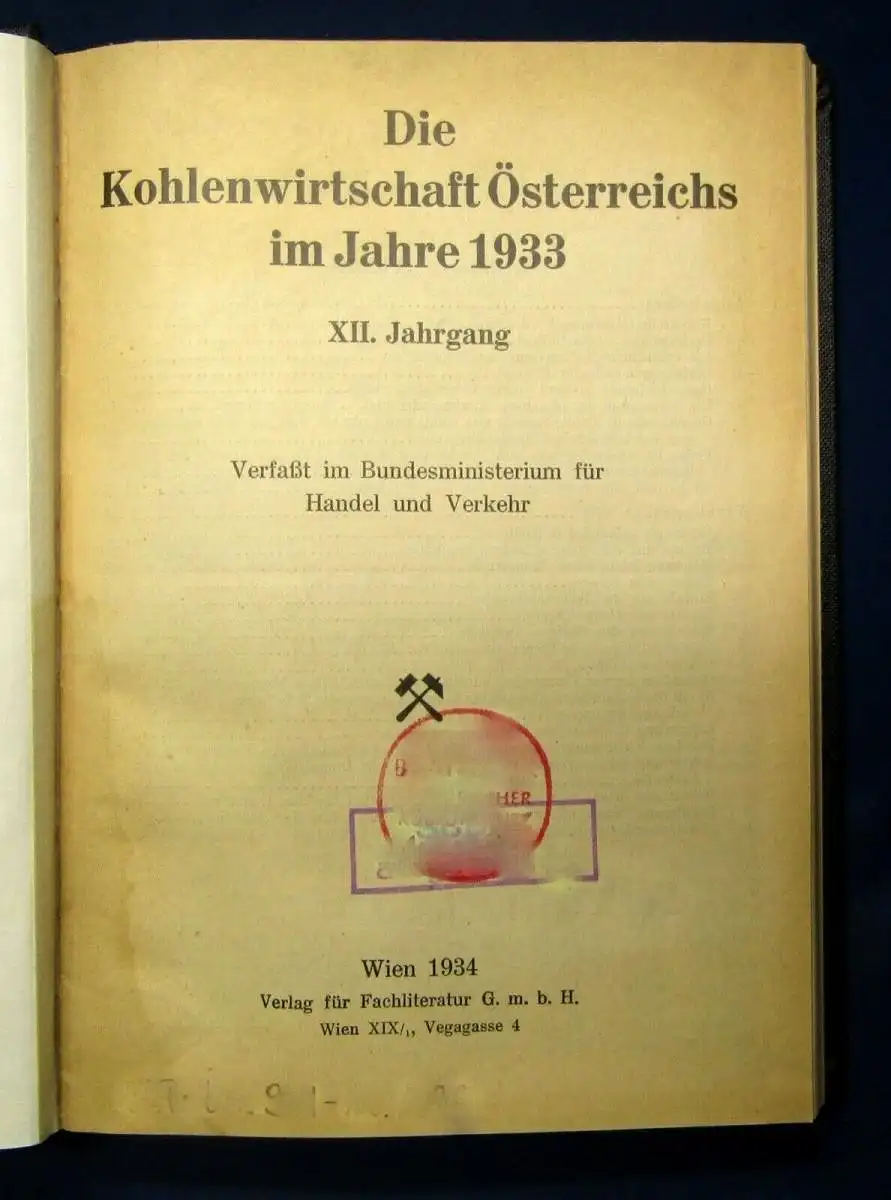 Die
Kohlenwirtschaft Österreichs
im Jahre 1933
XII. Jahrgang
Verfaßt im Bundesministerium für
Handel und Verkehr
Wien 1934
Verlag für Fachliteratur G. m. b. H.
Wien XIX/₁, Vegagasse 4